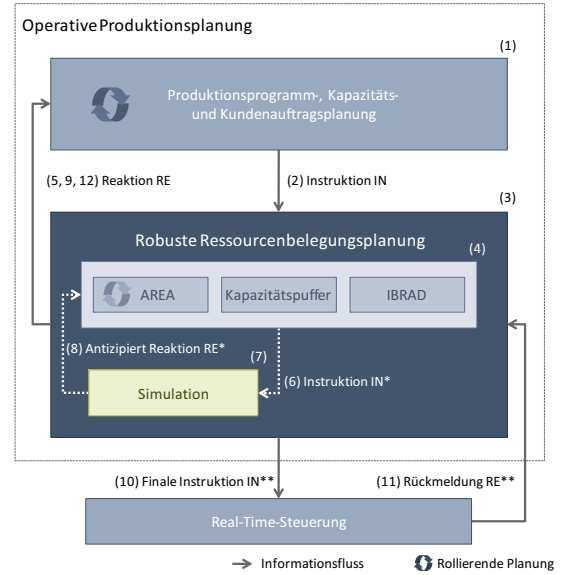 Operative Produktionsplanung
(1)
Produktionsprogramm-, Kapazitäts-
und Kundenauftragsplanung
(5, 9, 12) Reaktion RE
(2) Instruktion IN
(3)
Robuste Ressourcenbelegungsplanung
(4)
AREA
Kapazitätspuffer
IBRAD
(8) Antizipiert Reaktion RE*
(7)
(6) Instruktion IN*
Simulation
(10) Finale Instruktion IN**
(11) Rückmeldung RE**
Real-Time-Steuerung
Informationsfluss
Rollierende Planung